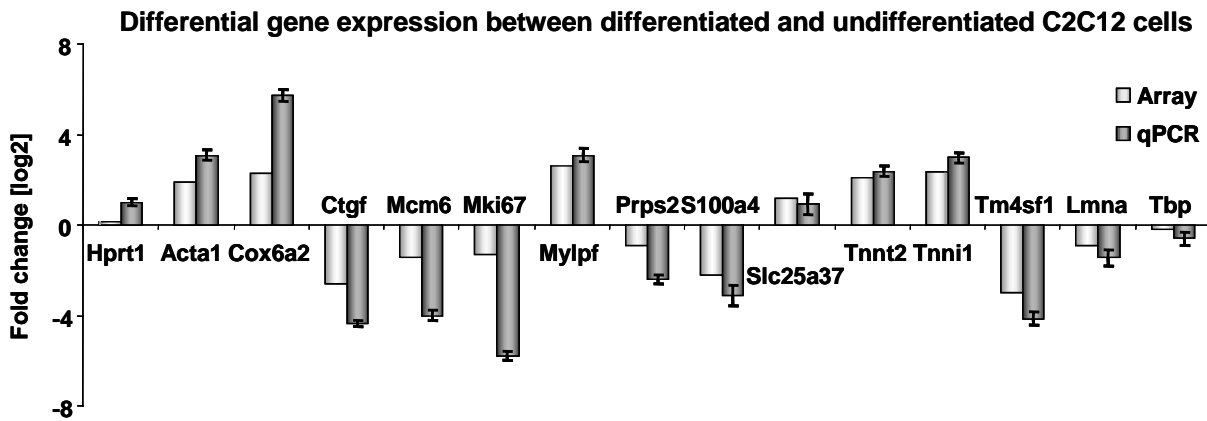 Differential gene expression between differentiated and undifferentiated C2C12 cells
8
4
0
-4
-8
Fold change [log2]
Array
qPCR
Ctgf Mcm6 Mki67 Prps2 S100a4 Tm4sf1 Lmna Tbp
Hprt1 Acta1 Cox6a2 Mylpf Tnnt2 Tnni1
Slc25a37